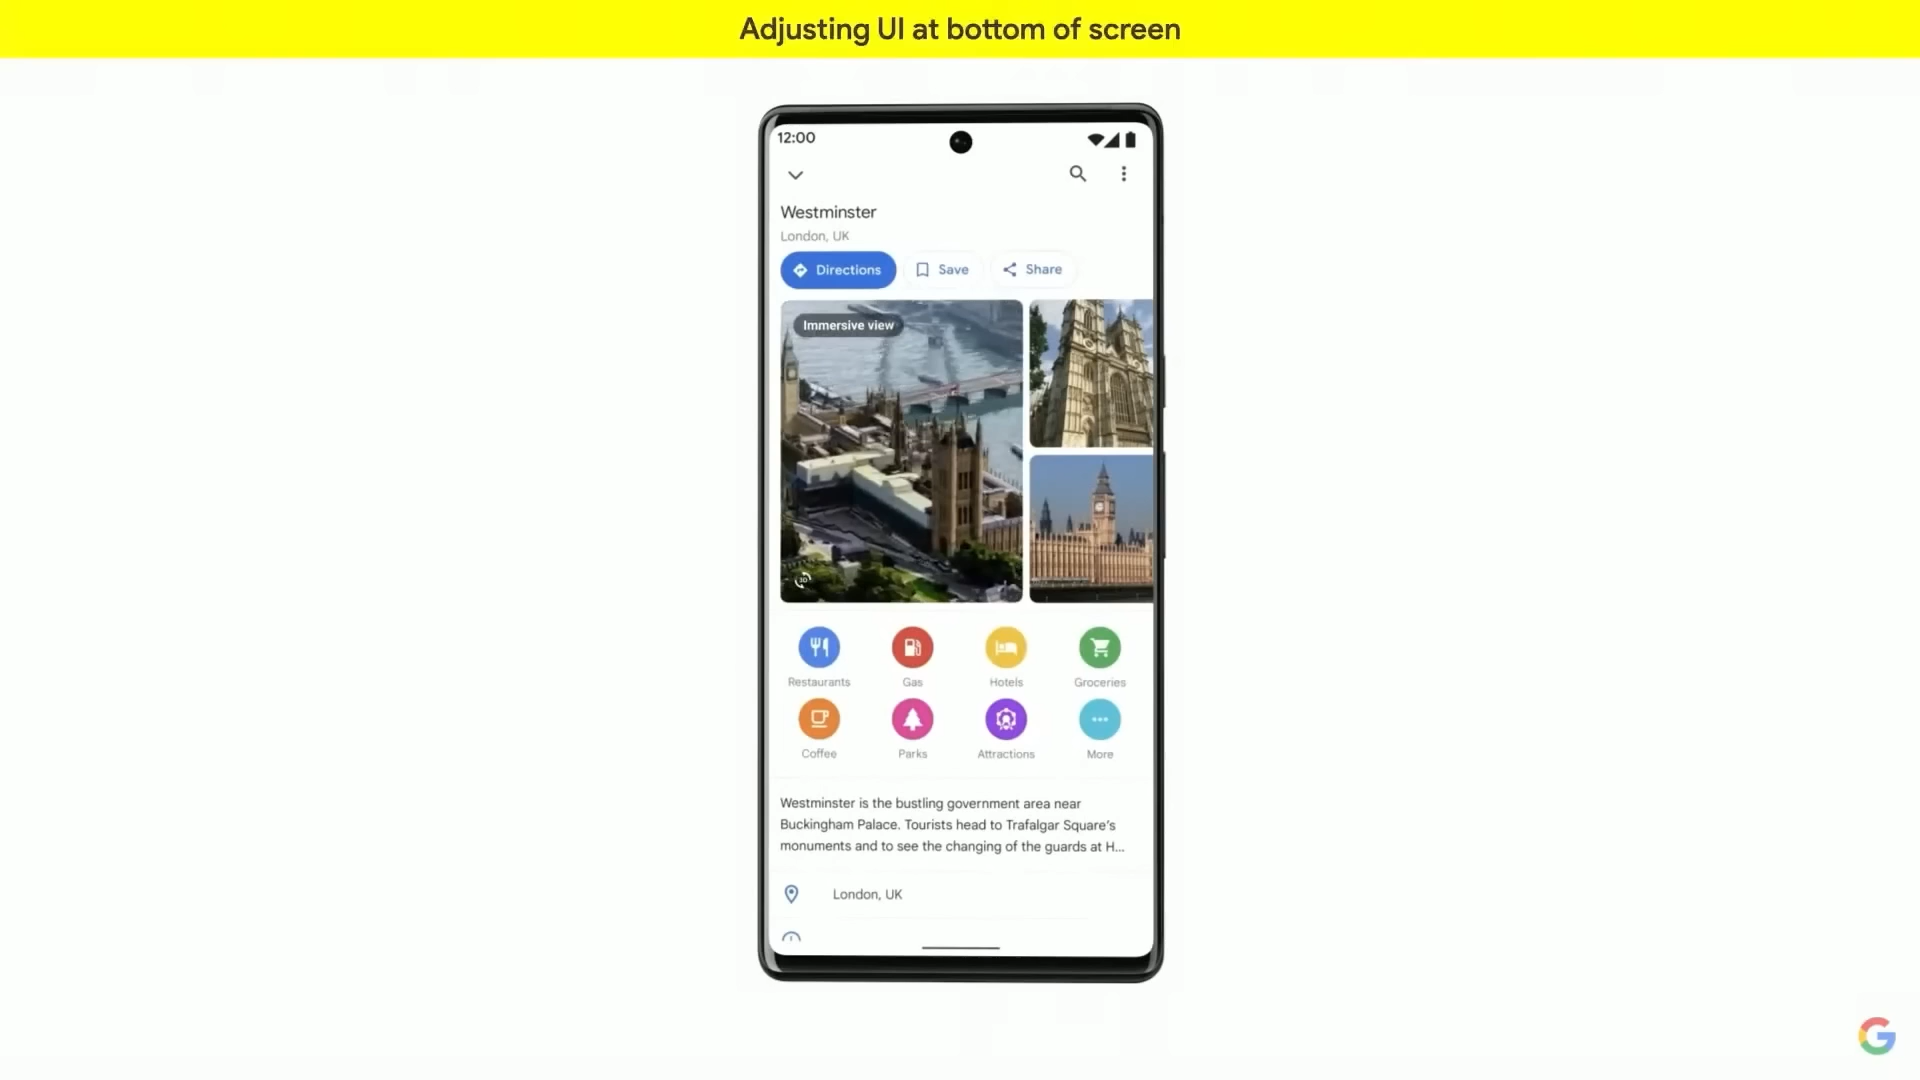 Adjusting UI at bottom of screen
12:00
Westminster
London, UK
Directions Save Share
Immersive view
3D
Restaurants Gas Hotels Groceries
Coffee Parks Attractions More
Westminster is the bustling government area near
Buckingham Palace. Tourists head to Trafalgar Square's
monuments and to see the changing of the guards at H...
London, UK
G